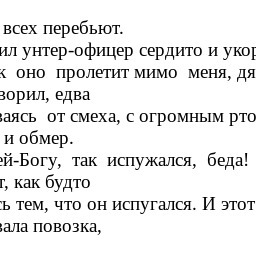 всех перебьют.
ил унтер-офицер сердито и укор
к оно пролетит мимо меня, дя
ворил, едва
ваясь от смеха, с огромным рто
и обмер.
ей-Богу, так испужался, беда!
т, как будто
ь тем, что он испугался. И этот
вала повозка,